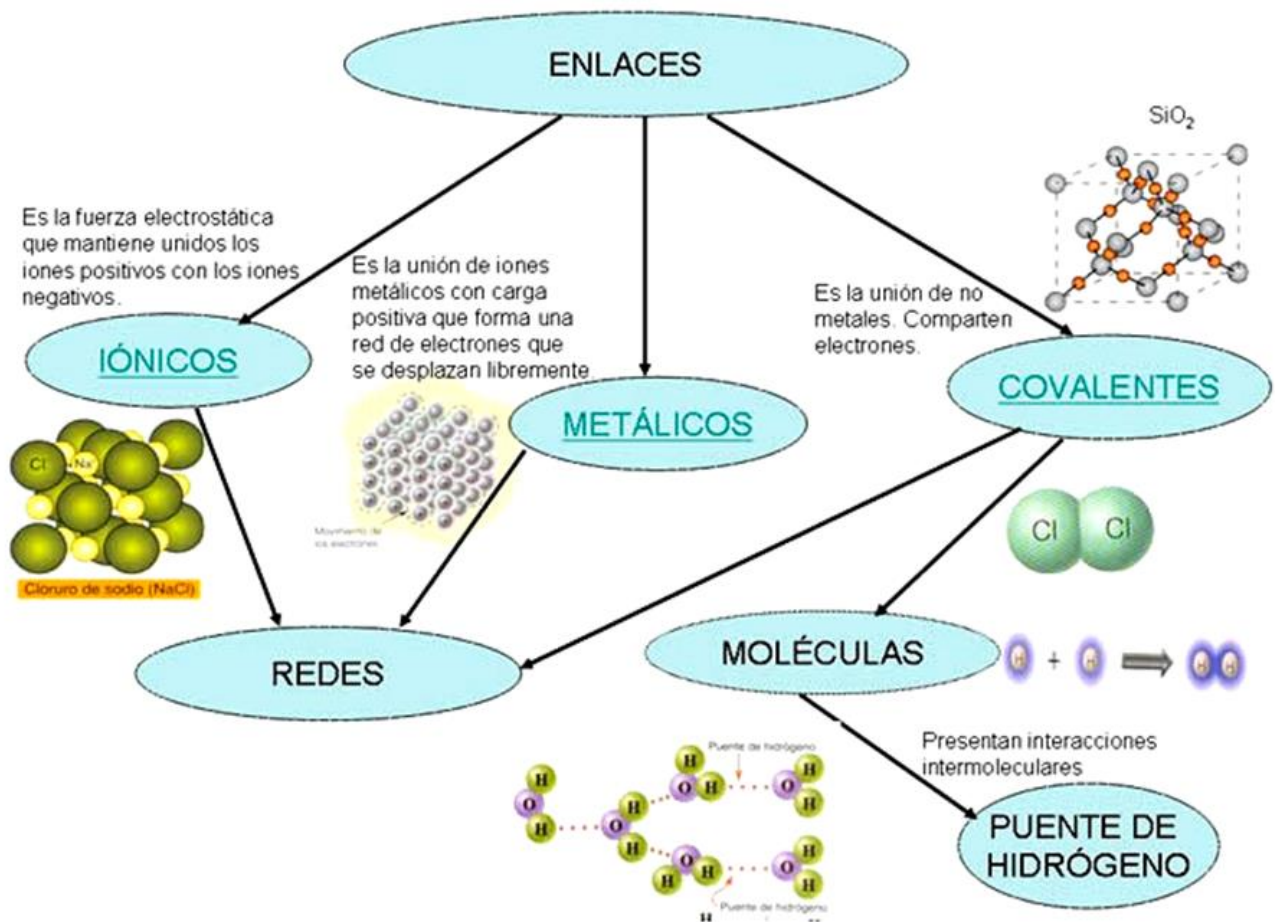 ENLACES
SiO2
Es la fuerza electrostática
que mantiene unidos los
iones positivos con los iones
negativos.
Es la unión de iones
metálicos con carga
positiva que forma una
red de electrones que
se desplazan libremente.
Es la unión de no
metales. Comparten
electrones.
IÓNICOS
METÁLICOS
COVALENTES
Cl
Na
Movimiento de
los electrones
Cloruro de sodio (NaCl)
Cl Cl
REDES
MOLÉCULAS
H + H H H
Presentan interacciones
intermoleculares
PUENTE DE
HIDRÓGENO
Puente de hidrógeno
H H
O H O
H O H H
H O
H
O H O
H H
Puente de hidrógeno
H